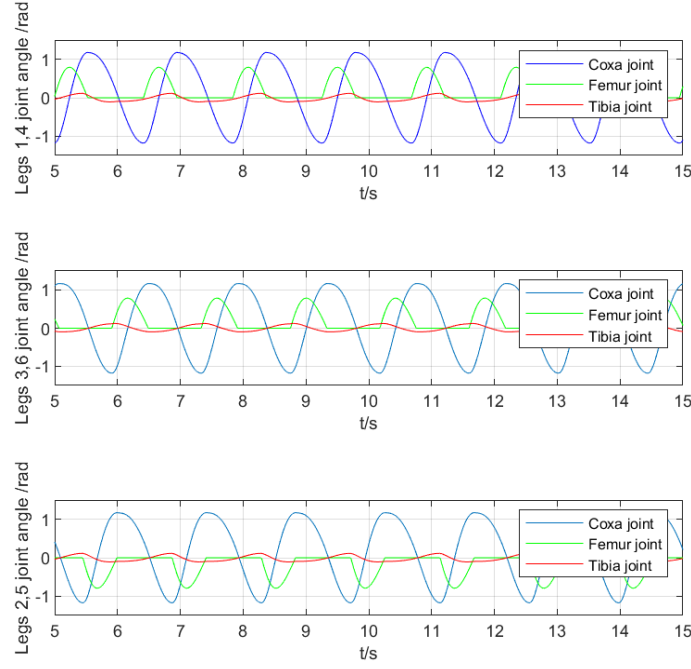 Legs 1,4 joint angle /rad
1
0
-1
Coxa joint
Femur joint
Tibia joint
5 6 7 8 9 10 11 12 13 14 15
t/s
Legs 3,6 joint angle /rad
1
0
-1
Coxa joint
Femur joint
Tibia joint
5 6 7 8 9 10 11 12 13 14 15
t/s
Legs 2,5 joint angle /rad
1
0
-1
Coxa joint
Femur joint
Tibia joint
5 6 7 8 9 10 11 12 13 14 15
t/s